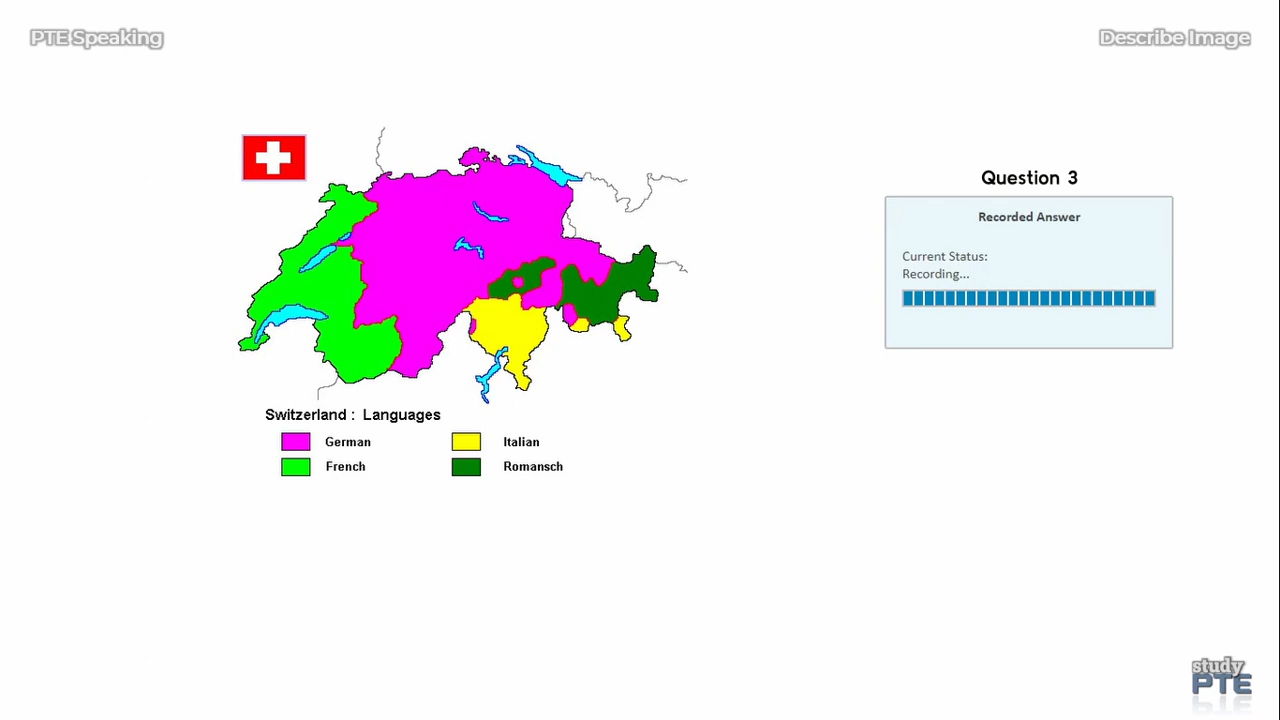 PTE Speaking
Describe Image
Question 3
Recorded Answer
Current Status:
Recording...
Switzerland : Languages
German
Italian
French
Romansch
study
PTE